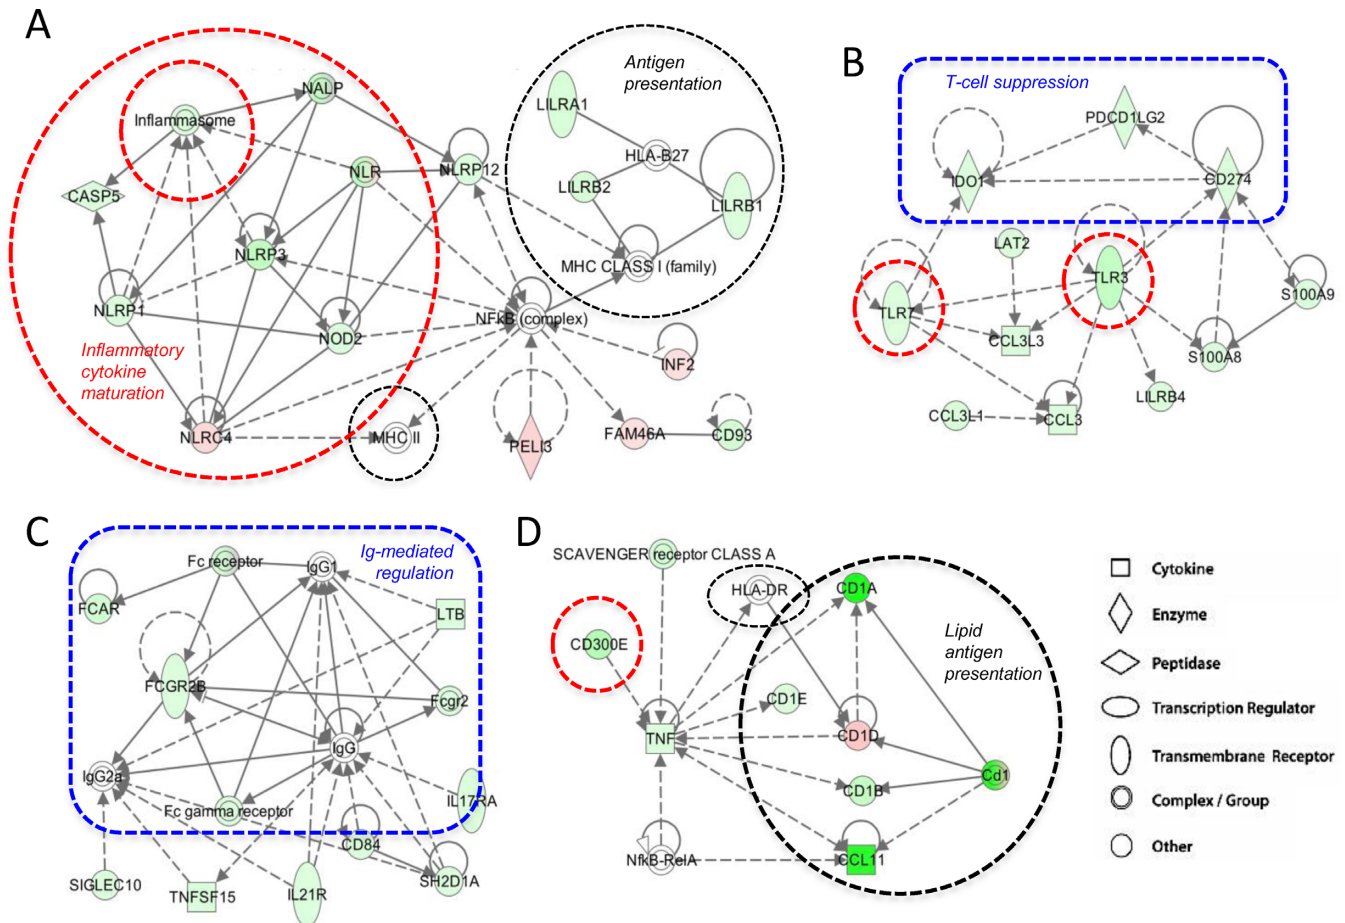 A
Antigen
presentation
NALP
LILRA1
Inflammasome
HLA-B27
NLR
NLRP12
CASP5
LILRB2
LILRB1
NLRP3
MHC CLASS I (family)
NLRP1
NFkB (complex)
NOD2
Inflammatory
cytokine
maturation
INF2
NLRC4
MHC II
PELI3
FAM46A
CD93
B
T-cell suppression
PDCD1LG2
IDO1
CD274
LAT2
TLR3
TLR7
S100A9
CCL3L3
S100A8
LILRB4
CCL3L1
CCL3
C
Ig-mediated
regulation
Fc receptor
IgG1
FCAR
LTB
FCGR2B
Fcgr2
IgG
IgG2a
IL17RA
Fc gamma receptor
CD84
SIGLEC10
TNFSF15
IL21R
SH2D1A
D
SCAVENGER receptor CLASS A
HLA-DR
CD1A
CD300E
Lipid
antigen
presentation
CD1E
TNF
CD1D
Cd1
CD1B
NfkB-RelA
CCL11
Cytokine
Enzyme
Peptidase
Transcription Regulator
Transmembrane Receptor
Complex / Group
Other